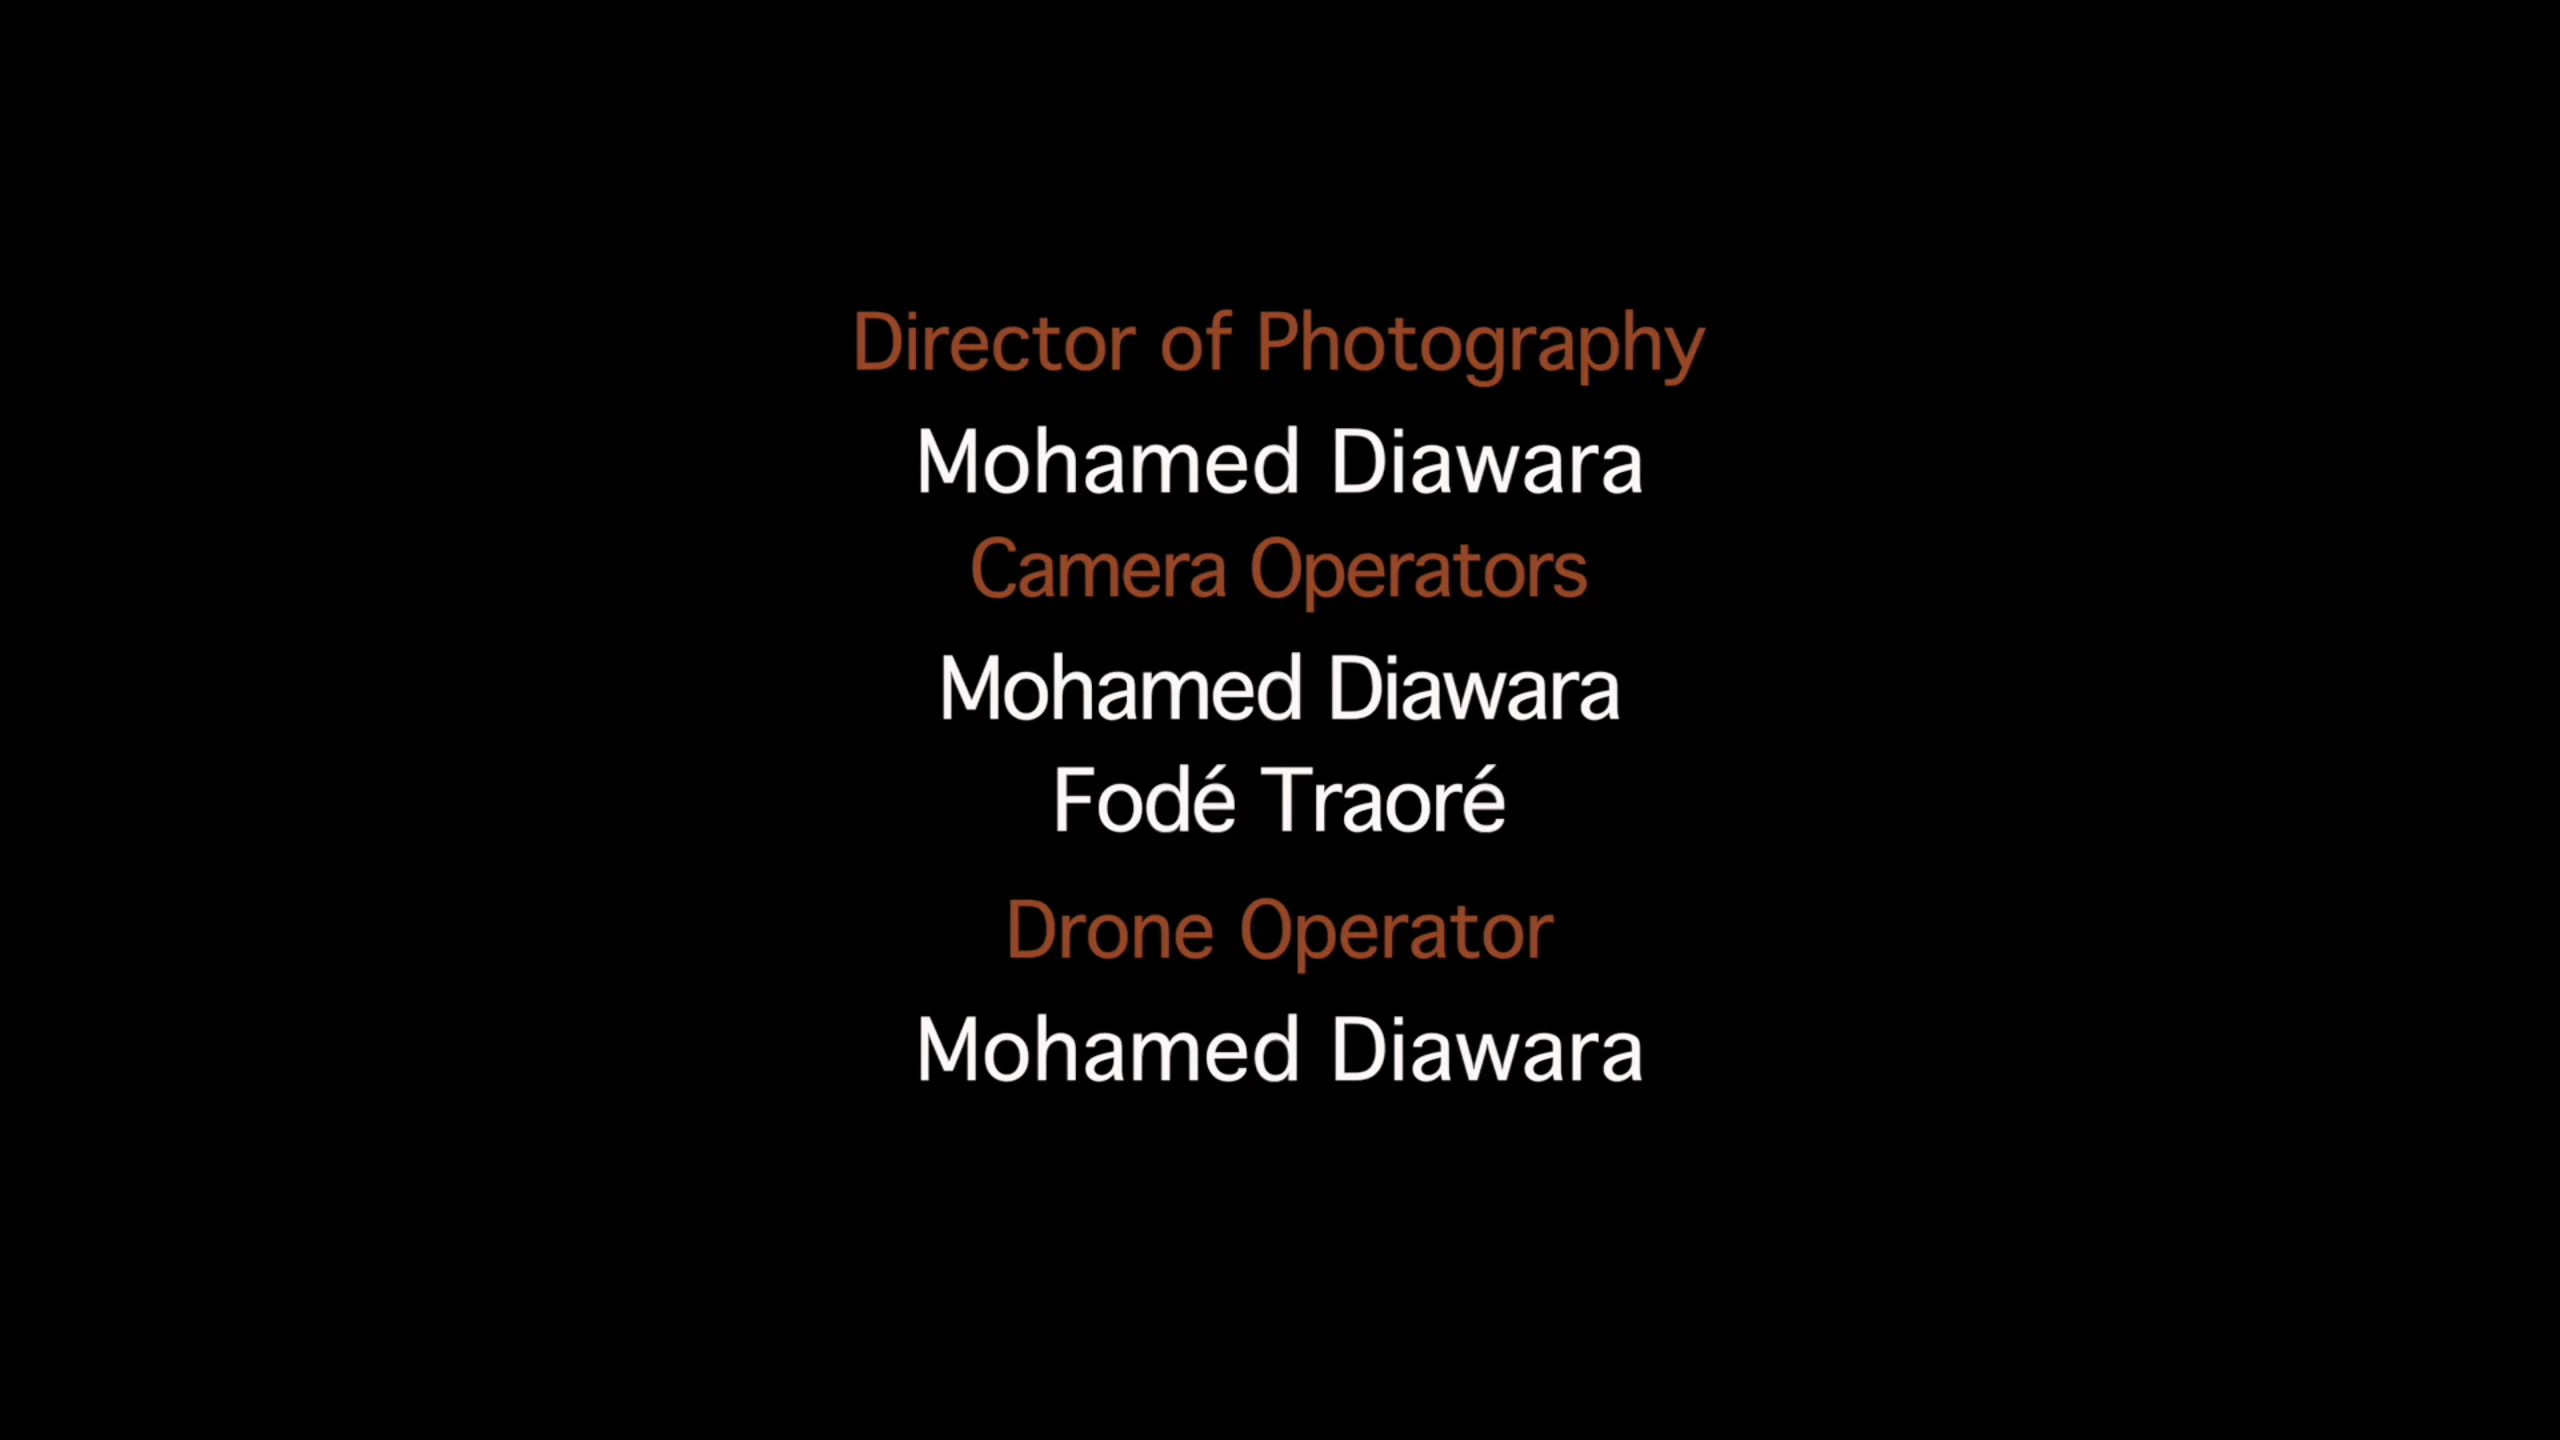 Director of Photography
Mohamed Diawara
Camera Operators
Mohamed Diawara
Fodé Traoré
Drone Operator
Mohamed Diawara